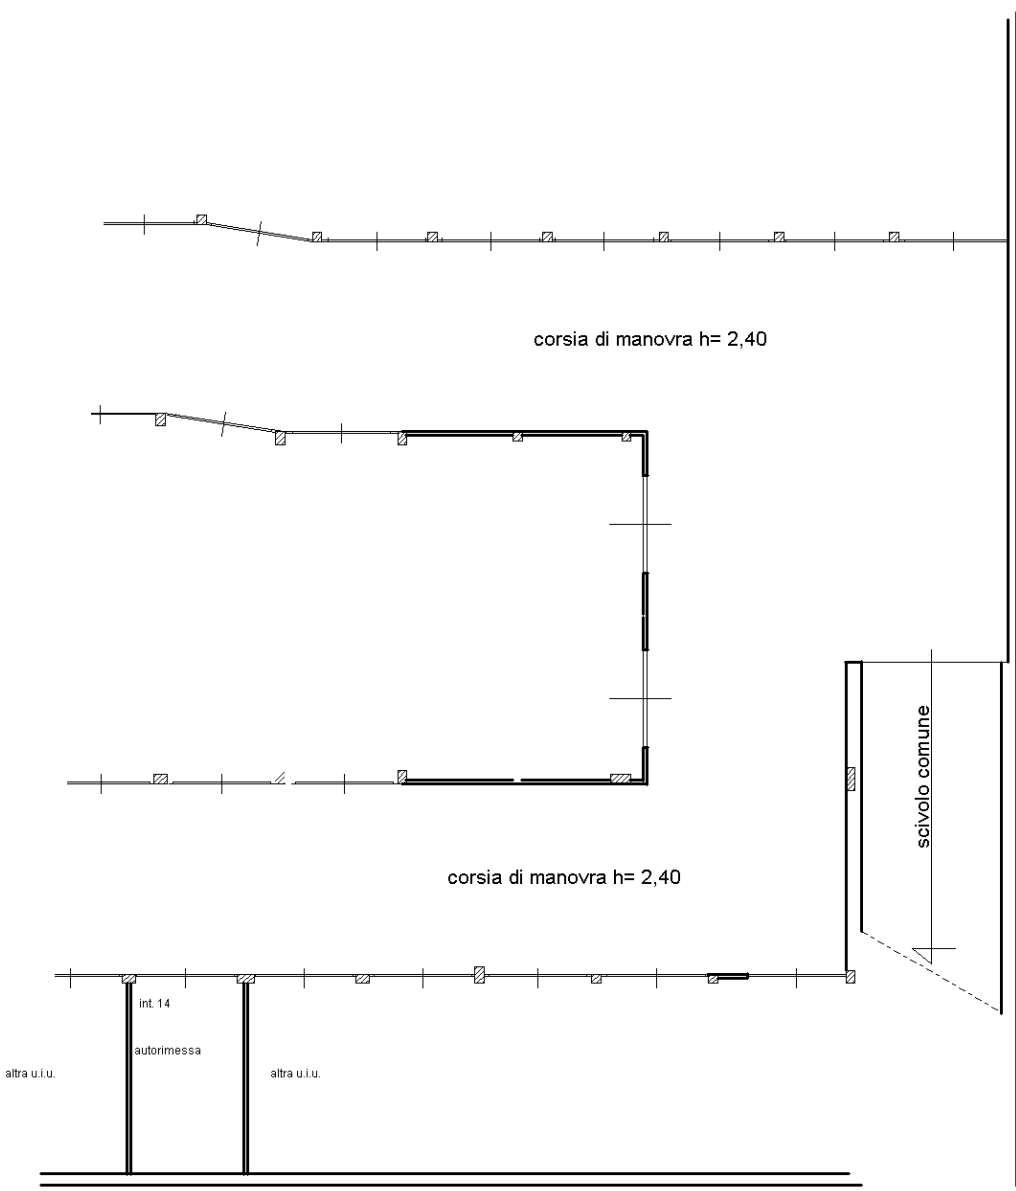 corsia di manovra h= 2,40
scivolo comune
corsia di manovra h= 2,40
int. 14
autorimessa
altra u.i.u.
altra u.i.u.